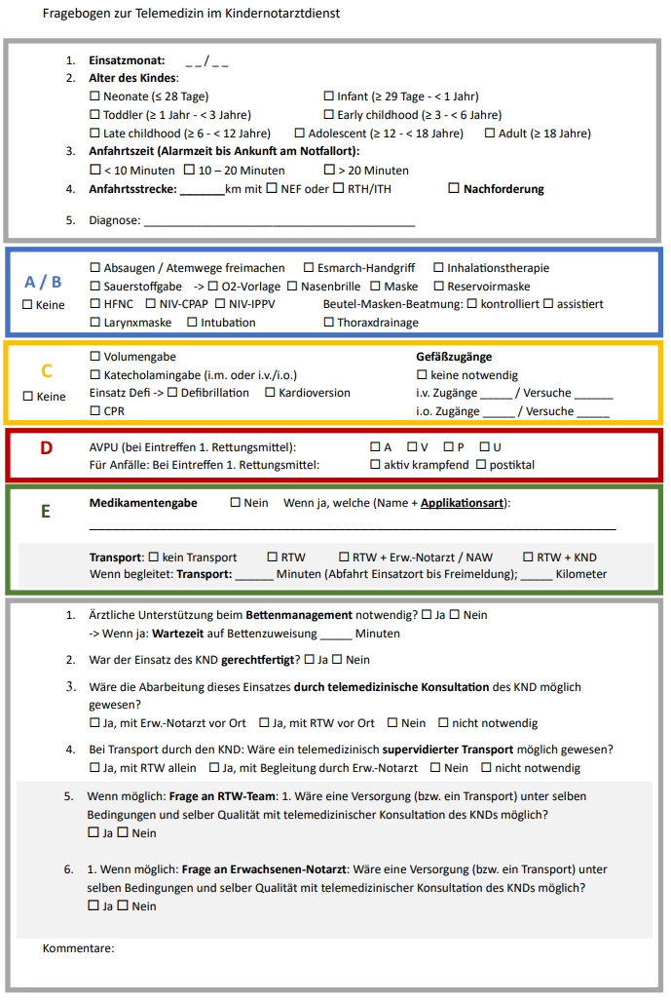 Fragebogen zur Telemedizin im Kindernotarztdienst
1. Einsatzmonat: _ _ / _ _
2. Alter des Kindes:
☐ Neonate (≤ 28 Tage) ☐ Infant (≥ 29 Tage - < 1 Jahr)
☐ Toddler (≥ 1 Jahr - < 3 Jahre) ☐ Early childhood (≥ 3 - < 6 Jahre)
☐ Late childhood (≥ 6 - < 12 Jahre) ☐ Adolescent (≥ 12 - < 18 Jahre) ☐ Adult (≥ 18 Jahre)
3. Anfahrtszeit (Alarmzeit bis Ankunft am Notfallort):
☐ < 10 Minuten ☐ 10 – 20 Minuten ☐ > 20 Minuten
4. Anfahrtsstrecke: _______km mit ☐ NEF oder ☐ RTH/ITH ☐ Nachforderung
5. Diagnose: ___________________________________________
A / B
☐ Keine
☐ Absaugen / Atemwege freimachen ☐ Esmarch-Handgriff ☐ Inhalationstherapie
☐ Sauerstoffgabe -> ☐ O2-Vorlage ☐ Nasenbrille ☐ Maske ☐ Reservoirmaske
☐ HFNC ☐ NIV-CPAP ☐ NIV-IPPV Beutel-Masken-Beatmung: ☐ kontrolliert ☐ assistiert
☐ Larynxmaske ☐ Intubation ☐ Thoraxdrainage
C
☐ Keine
☐ Volumengabe Gefäßzugänge
☐ Katecholamingabe (i.m. oder i.v./i.o.) ☐ keine notwendig
Einsatz Defi -> ☐ Defibrillation ☐ Kardioversion i.v. Zugänge _____ / Versuche ______
☐ CPR i.o. Zugänge _____ / Versuche _____
D
AVPU (bei Eintreffen 1. Rettungsmittel): ☐ A ☐ V ☐ P ☐ U
Für Anfälle: Bei Eintreffen 1. Rettungsmittel: ☐ aktiv krampfend ☐ postiktal
E
Medikamentengabe ☐ Nein Wenn ja, welche (Name + Applikationsart):
___________________________________________________________________________________
Transport: ☐ kein Transport ☐ RTW ☐ RTW + Erw.-Notarzt / NAW ☐ RTW + KND
Wenn begleitet: Transport: ______ Minuten (Abfahrt Einsatzort bis Freimeldung); _____ Kilometer
1. Ärztliche Unterstützung beim Bettenmanagement notwendig? ☐ Ja ☐ Nein
-> Wenn ja: Wartezeit auf Bettenzuweisung _____ Minuten
2. War der Einsatz des KND gerechtfertigt? ☐ Ja ☐ Nein
3. Wäre die Abarbeitung dieses Einsatzes durch telemedizinische Konsultation des KND möglich
gewesen?
☐ Ja, mit Erw.-Notarzt vor Ort ☐ Ja, mit RTW vor Ort ☐ Nein ☐ nicht notwendig
4. Bei Transport durch den KND: Wäre ein telemedizinisch supervidierter Transport möglich gewesen?
☐ Ja, mit RTW allein ☐ Ja, mit Begleitung durch Erw.-Notarzt ☐ Nein ☐ nicht notwendig
5. Wenn möglich: Frage an RTW-Team: 1. Wäre eine Versorgung (bzw. ein Transport) unter selben
Bedingungen und selber Qualität mit telemedizinischer Konsultation des KNDs möglich?
☐ Ja ☐ Nein
6. 1. Wenn möglich: Frage an Erwachsenen-Notarzt: Wäre eine Versorgung (bzw. ein Transport) unter
selben Bedingungen und selber Qualität mit telemedizinischer Konsultation des KNDs möglich?
☐ Ja ☐ Nein
Kommentare: